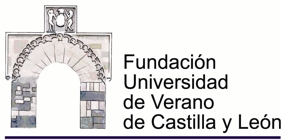 Fundación
Universidad
de Verano
de Castilla y León